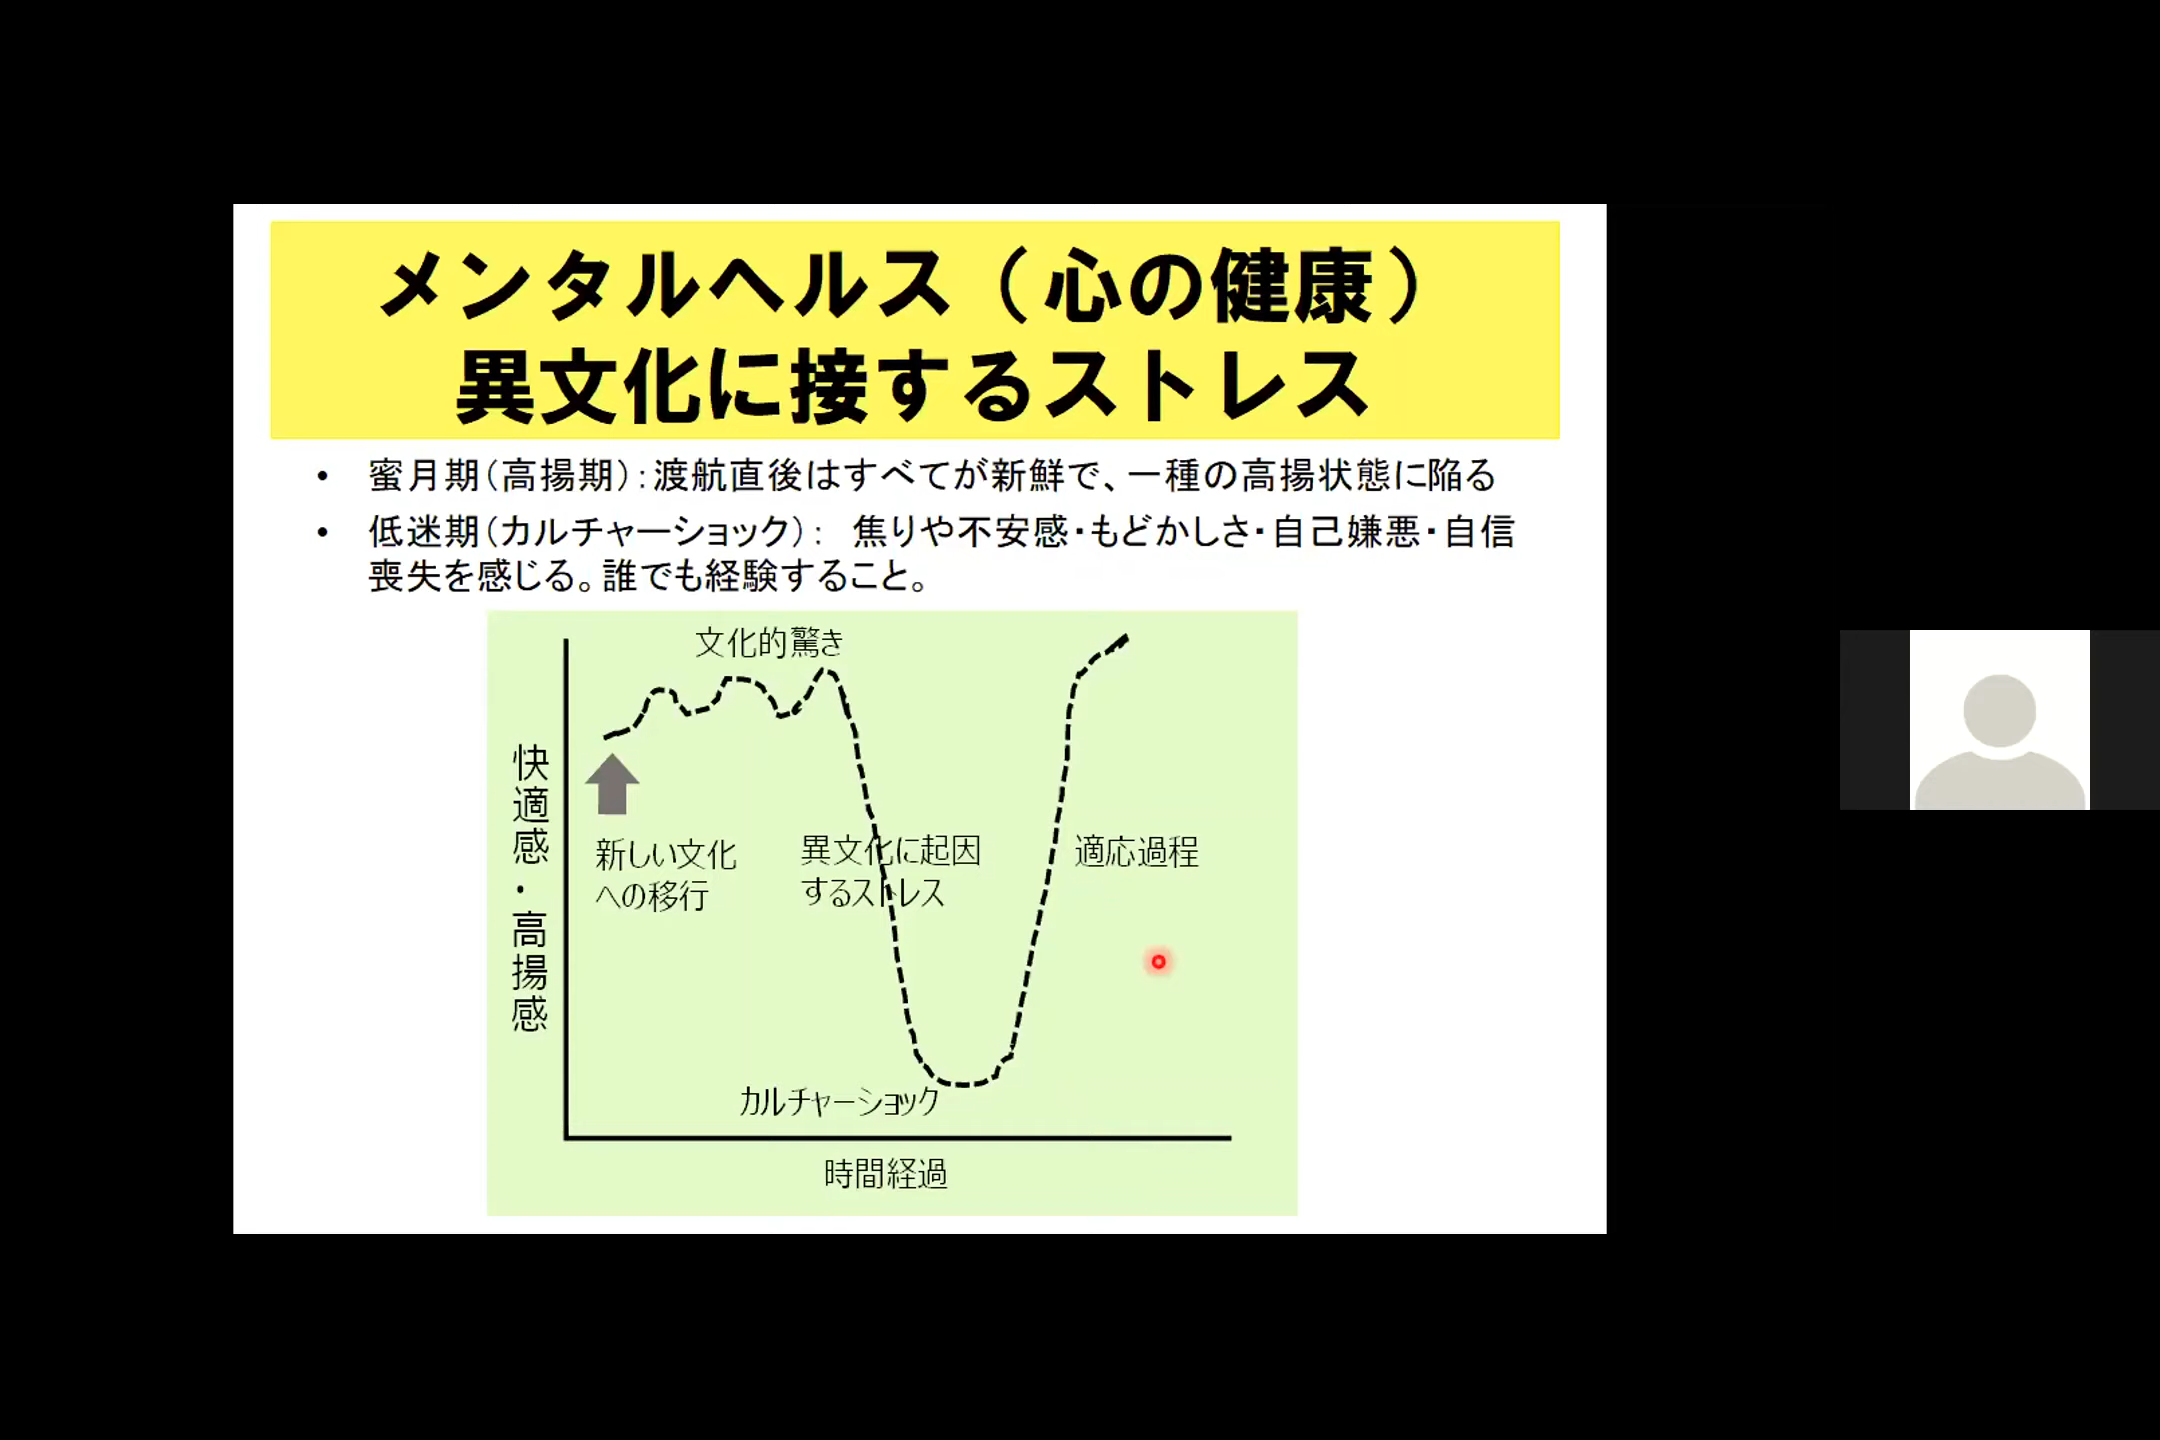 メンタルヘルス（心の健康）
異文化に接するストレス
• 蜜月期（高揚期）：渡航直後はすべてが新鮮で、一種の高揚状態に陥る
• 低迷期（カルチャーショック）： 焦りや不安感・もどかしさ・自己嫌悪・自信
喪失を感じる。誰でも経験すること。
文化的驚き
快適感・高揚感
新しい文化
への移行
異文化に起因
するストレス
適応過程
カルチャーショック
時間経過